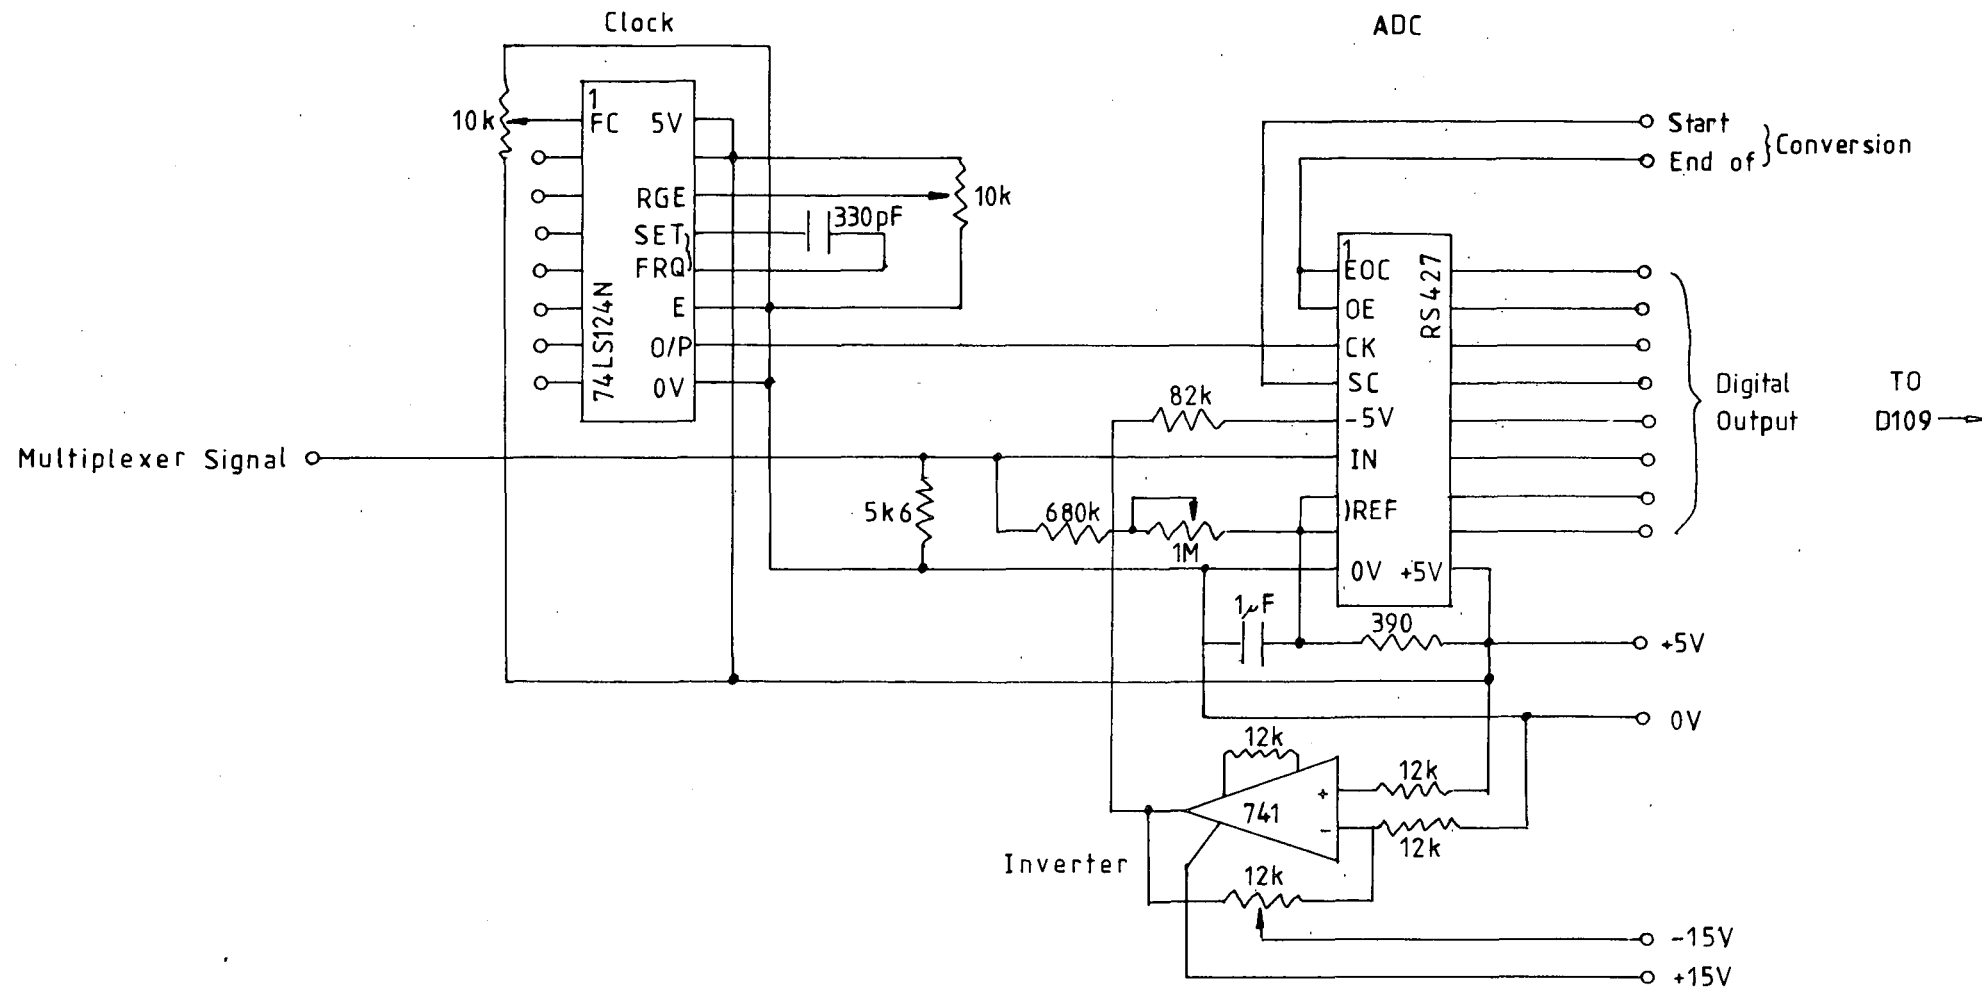 Clock
ADC
10k
1
FC
5V
RGE
SET
FRQ
E
O/P
0V
74LS124N
10k
330pF
Start
End of
}Conversion
1
EOC
OE
CK
SC
-5V
IN
)REF
0V
+5V
RS427
82k
Multiplexer Signal
5k6
680k
1M
Digital
Output
TO
D109
1µF
390
+5V
0V
12k
12k
+
741
-
12k
Inverter
12k
-15V
+15V